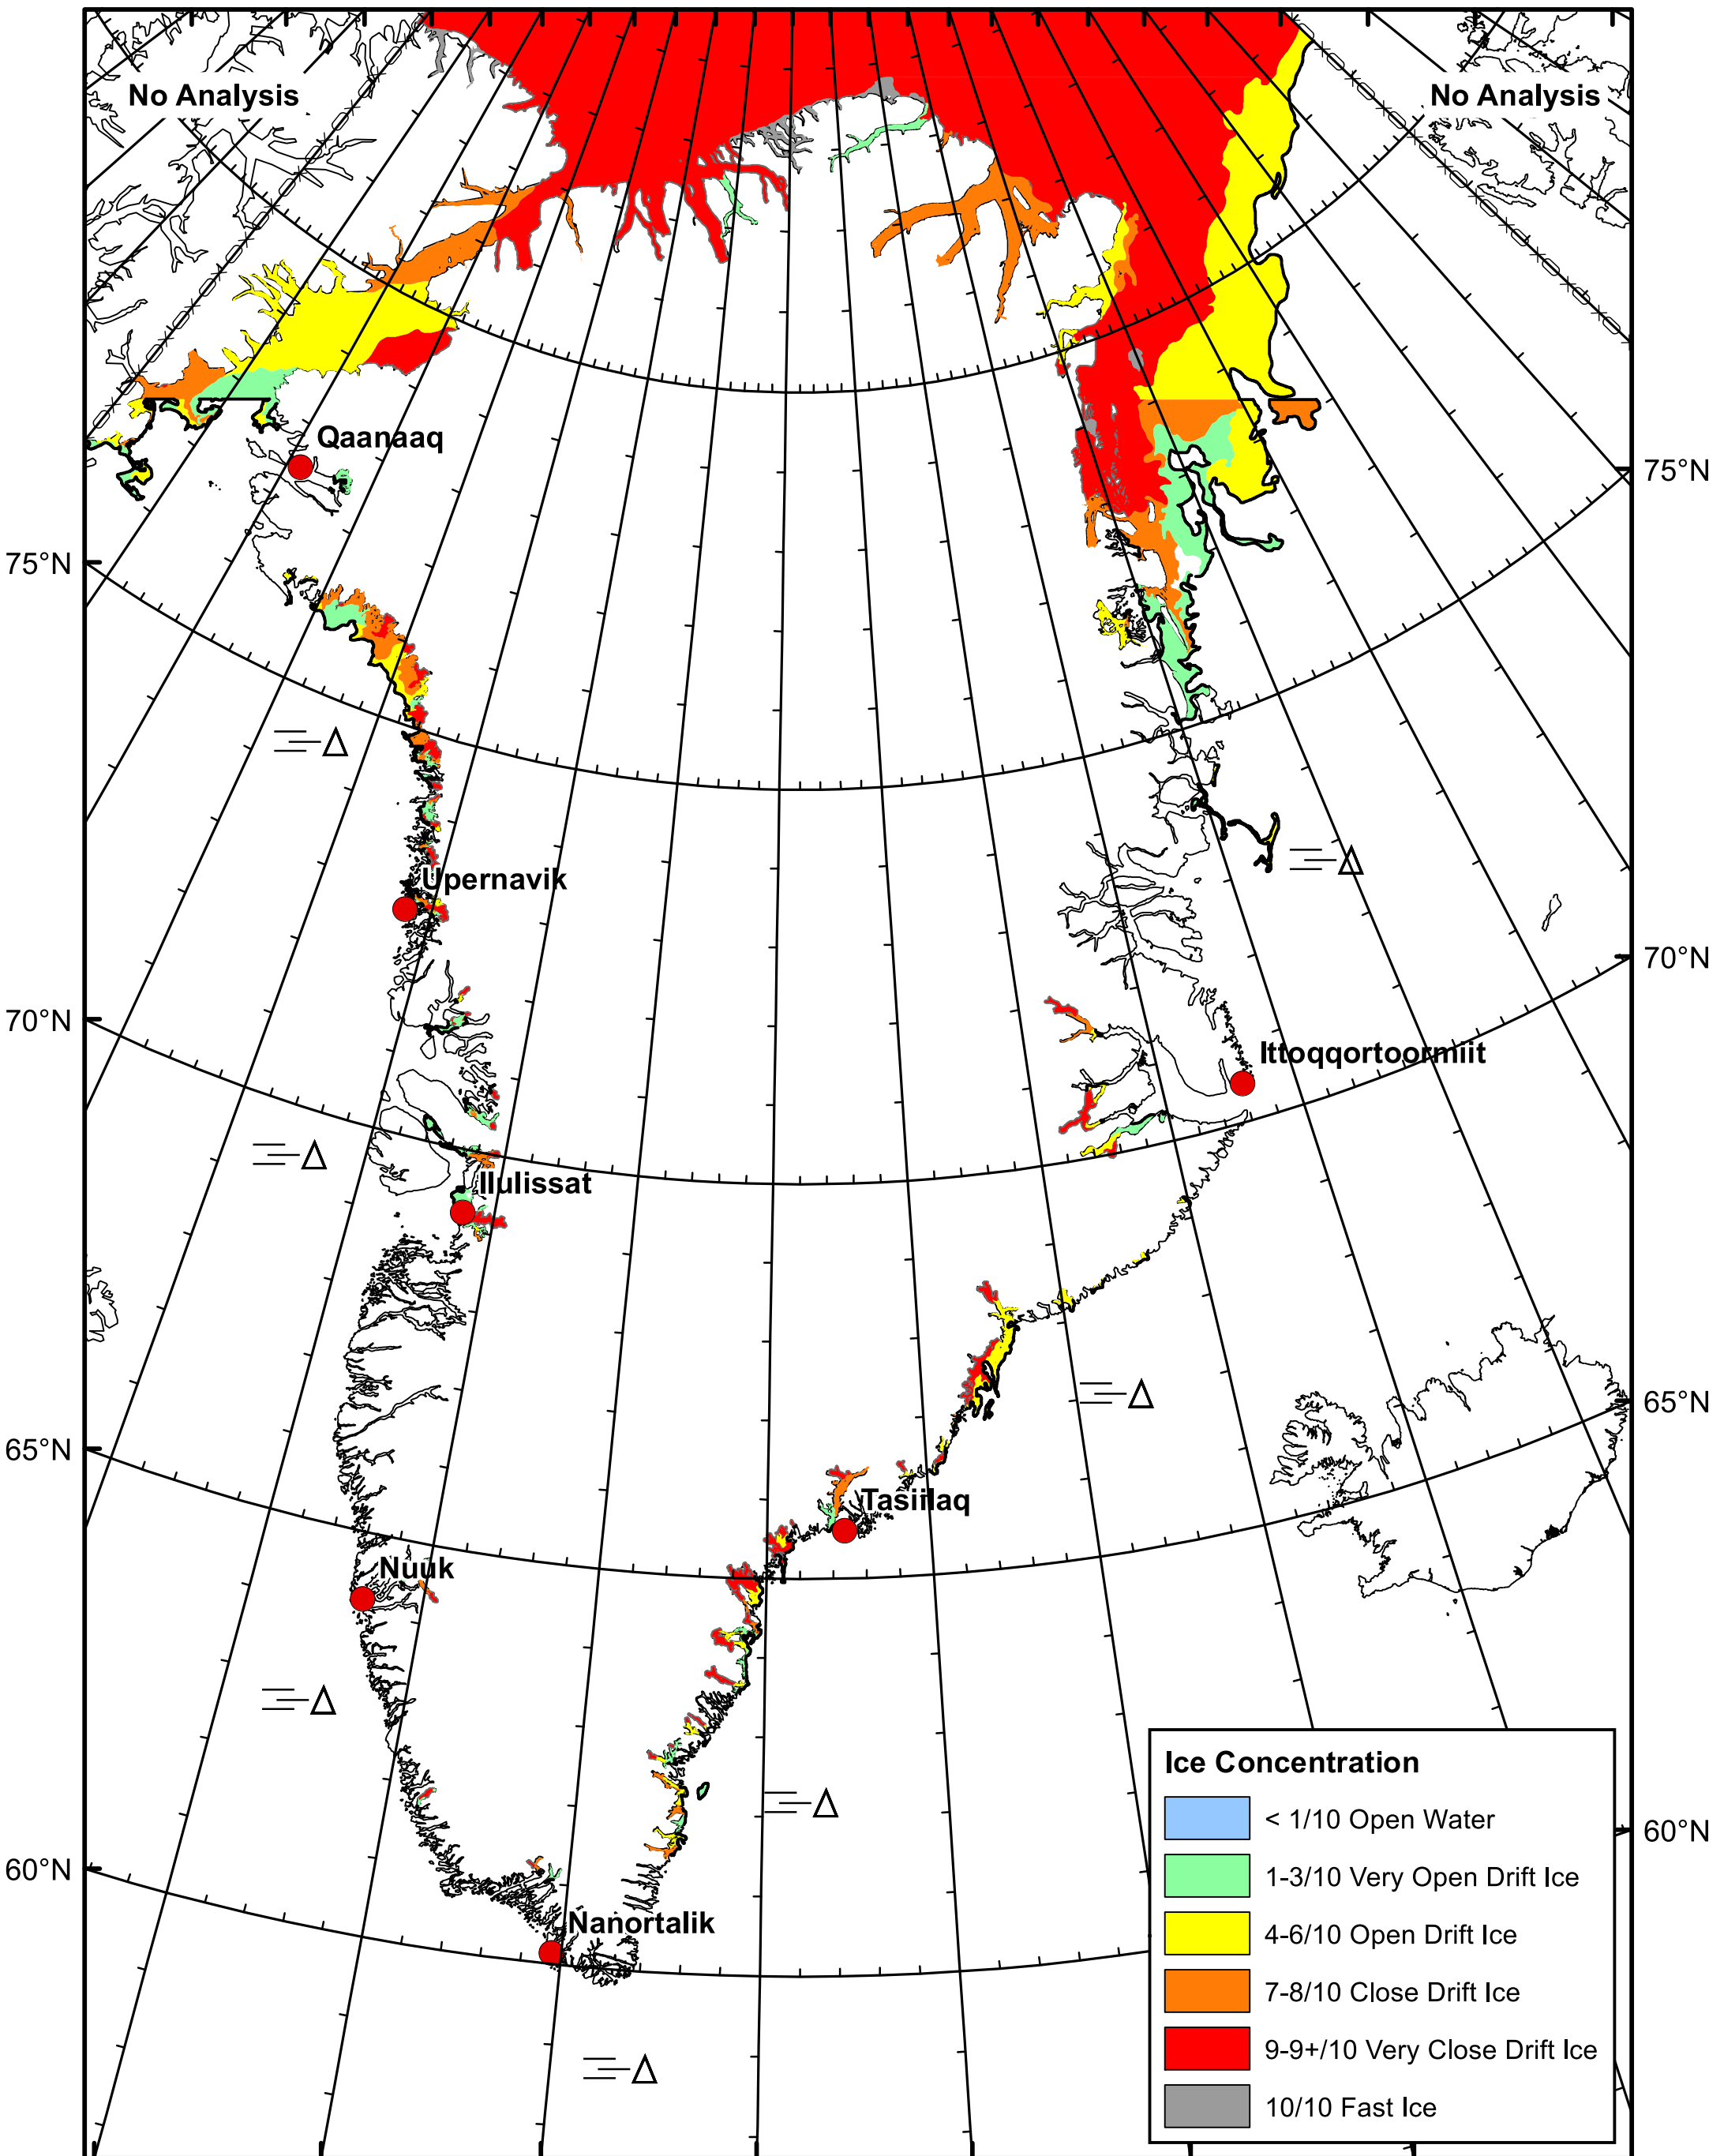 No Analysis
No Analysis
Qaanaaq
75°N
75°N
Upernavik
70°N
70°N
Ittoqqortoormiit
Ilulissat
65°N
65°N
Tasiilaq
Nuuk
60°N
60°N
Nanortalik
Ice Concentration
< 1/10 Open Water
1-3/10 Very Open Drift Ice
4-6/10 Open Drift Ice
7-8/10 Close Drift Ice
9-9+/10 Very Close Drift Ice
10/10 Fast Ice